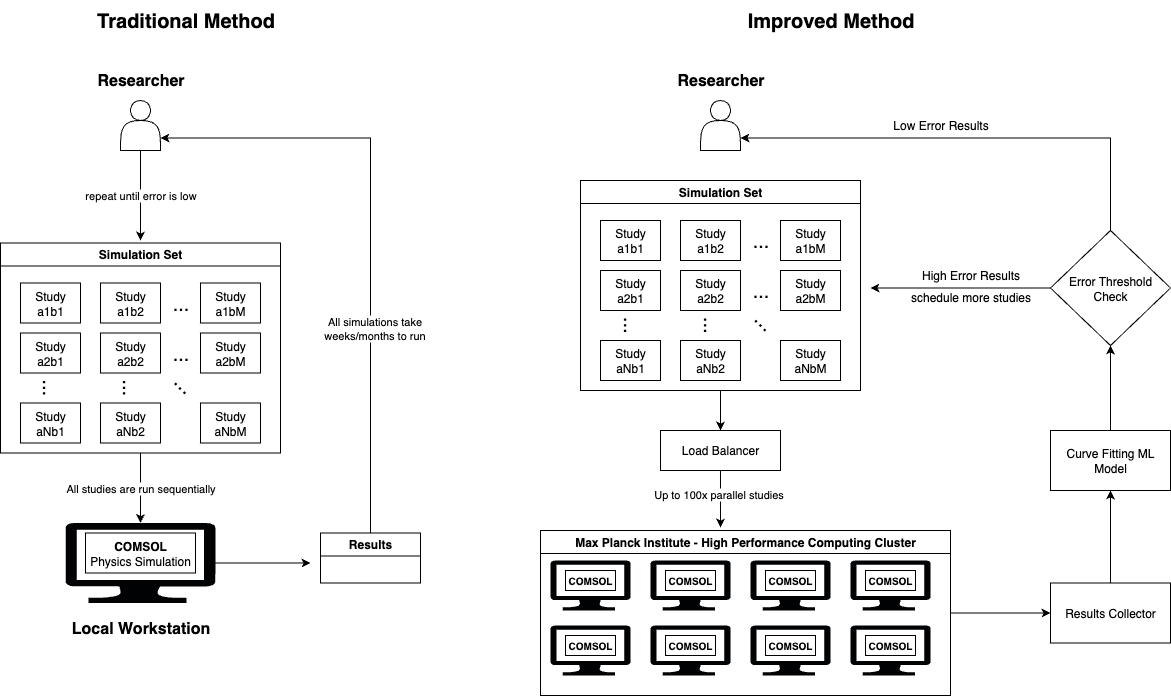 Traditional Method
Researcher
repeat until error is low
Simulation Set
Study
a1b1
Study
a1b2
...
Study
a1bM
Study
a2b1
Study
a2b2
...
Study
a2bM
Study
aNb1
Study
aNb2
Study
aNbM
All studies are run sequentially
COMSOL
Physics Simulation
Local Workstation
Results
All simulations take
weeks/months to run
Improved Method
Researcher
Low Error Results
Simulation Set
Study
a1b1
Study
a1b2
...
Study
a1bM
Study
a2b1
Study
a2b2
...
Study
a2bM
Study
aNb1
Study
aNb2
Study
aNbM
High Error Results
schedule more studies
Error Threshold
Check
Load Balancer
Up to 100x parallel studies
Max Planck Institute - High Performance Computing Cluster
COMSOL
COMSOL
COMSOL
COMSOL
COMSOL
COMSOL
COMSOL
COMSOL
Results Collector
Curve Fitting ML
Model